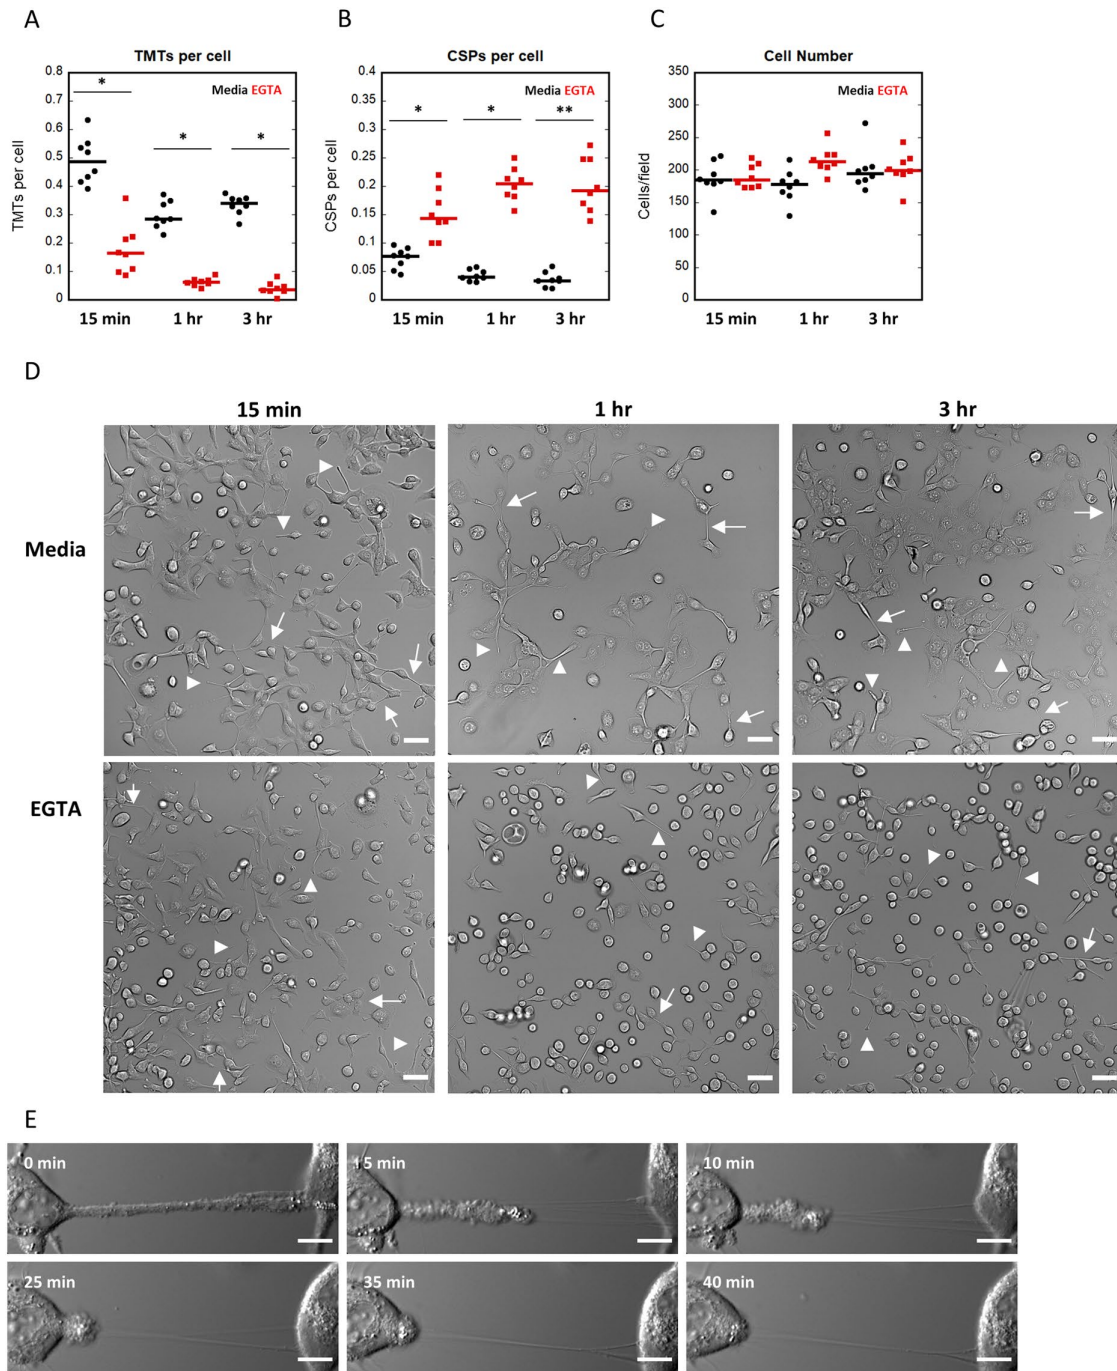 A
B
C
TMTs per cell
CSPs per cell
Cell Number
0.8
0.7
0.6
0.5
0.4
0.3
0.2
0.1
0
TMTs per cell
Media EGTA
*
*
*
15 min
1 hr
3 hr
0.4
0.35
0.3
0.25
0.2
0.15
0.1
0.05
0
CSPs per cell
Media EGTA
*
*
**
15 min
1 hr
3 hr
350
300
250
200
150
100
50
0
Cells/field
Media EGTA
15 min
1 hr
3 hr
D
15 min
1 hr
3 hr
Media
EGTA
E
0 min
5 min
10 min
25 min
35 min
40 min